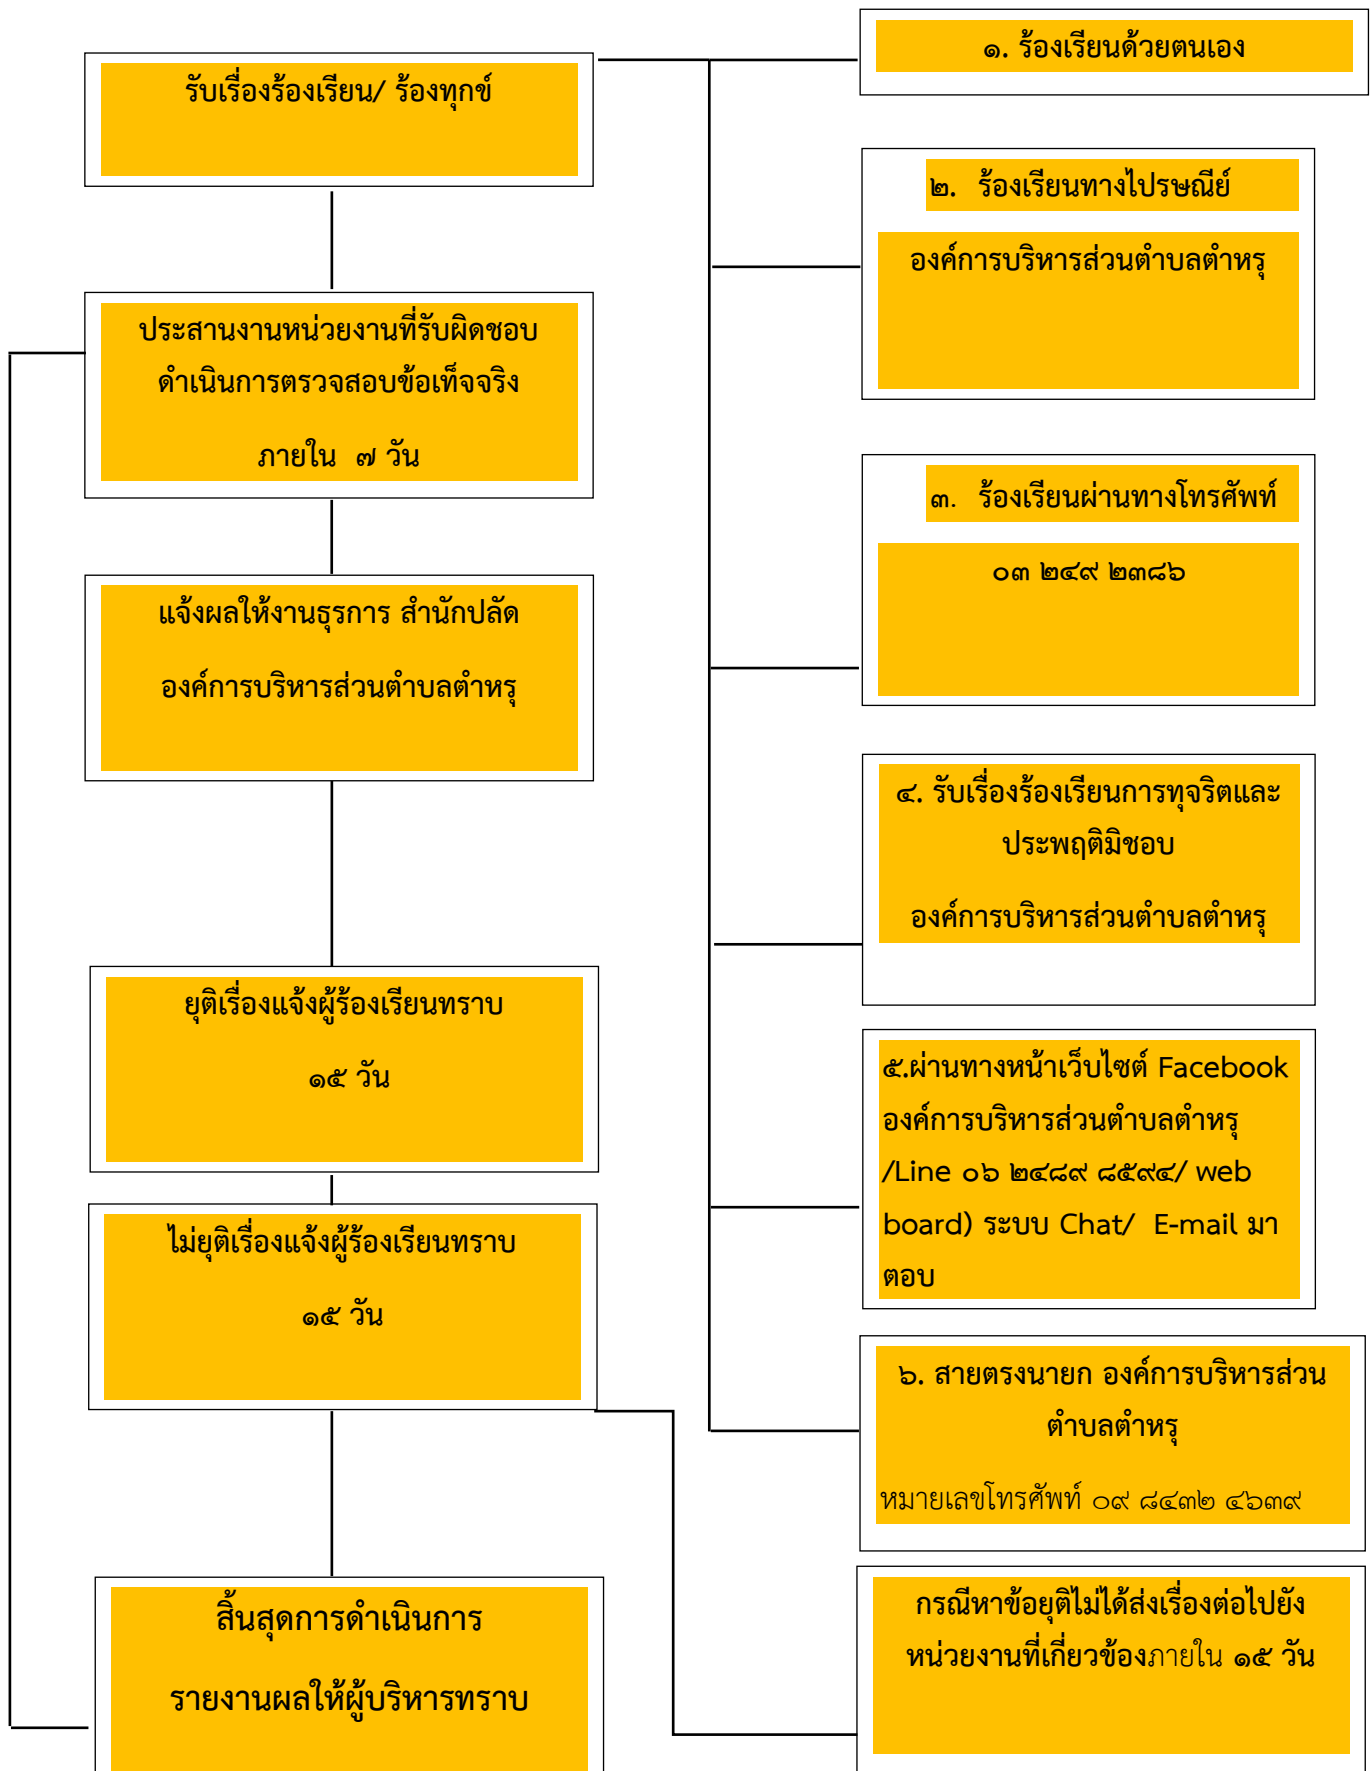 รับเรื่องร้องเรียน/ ร้องทุกข์
ประสานงานหน่วยงานที่รับผิดชอบ
ดำเนินการตรวจสอบข้อเท็จจริง
ภายใน  ๗ วัน
แจ้งผลให้งานธุรการ สำนักปลัด
องค์การบริหารส่วนตำบลตำหรุ
ยุติเรื่องแจ้งผู้ร้องเรียนทราบ
๑๕ วัน
ไม่ยุติเรื่องแจ้งผู้ร้องเรียนทราบ
๑๕ วัน
สิ้นสุดการดำเนินการ
รายงานผลให้ผู้บริหารทราบ
๑. ร้องเรียนด้วยตนเอง
๒.  ร้องเรียนทางไปรษณีย์
องค์การบริหารส่วนตำบลตำหรุ
๓.  ร้องเรียนผ่านทางโทรศัพท์
๐๓ ๒๔๙ ๒๓๘๖
๔. รับเรื่องร้องเรียนการทุจริตและ
ประพฤติมิชอบ
องค์การบริหารส่วนตำบลตำหรุ
๕.ผ่านทางหน้าเว็บไซต์ Facebook
องค์การบริหารส่วนตำบลตำหรุ
/Line ๐๖ ๒๔๘๙ ๘๕๙๔/ web
board) ระบบ Chat/  E-mail มา
ตอบ
๖. สายตรงนายก องค์การบริหารส่วน
ตำบลตำหรุ
หมายเลขโทรศัพท์ ๐๙ ๘๔๓๒ ๔๖๓๙
กรณีหาข้อยุติไม่ได้ส่งเรื่องต่อไปยัง
หน่วยงานที่เกี่ยวข้องภายใน ๑๕ วัน